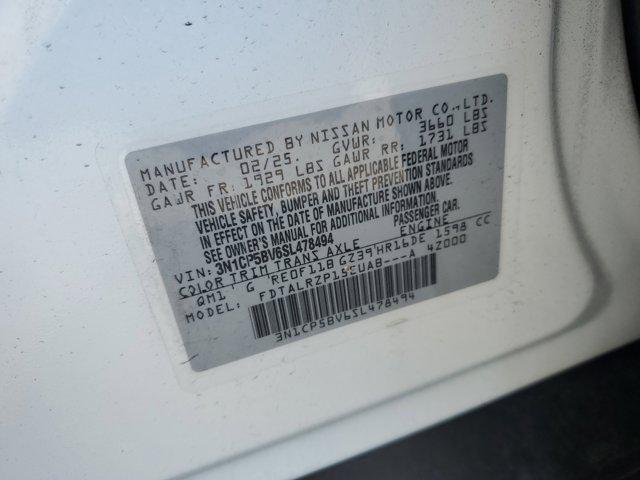 MANUFACTURED BY NISSAN MOTOR CO., LTD.
DATE: 02/25. GVWR: 3660 LBS
GAWR FR: 1929 LBS GAWR RR: 1731 LBS
THIS VEHICLE CONFORMS TO ALL APPLICABLE FEDERAL MOTOR
VEHICLE SAFETY, BUMPER AND THEFT PREVENTION STANDARDS
IN EFFECT ON THE DATE OF MANUFACTURE SHOWN ABOVE.
SEE OWNER'S MANUAL FOR ADDITIONAL INFORMATION.
VIN: 3N1CP5BV6SL478494 PASSENGER CAR.
COLOR TRIM TRANS AXLE ENGINE
QM1 G RE0F11B GZ39 HR16DE 1598 CC
MODEL: FDTALRZP15EUAB---A 42000
3N1CP5BV6SL478494